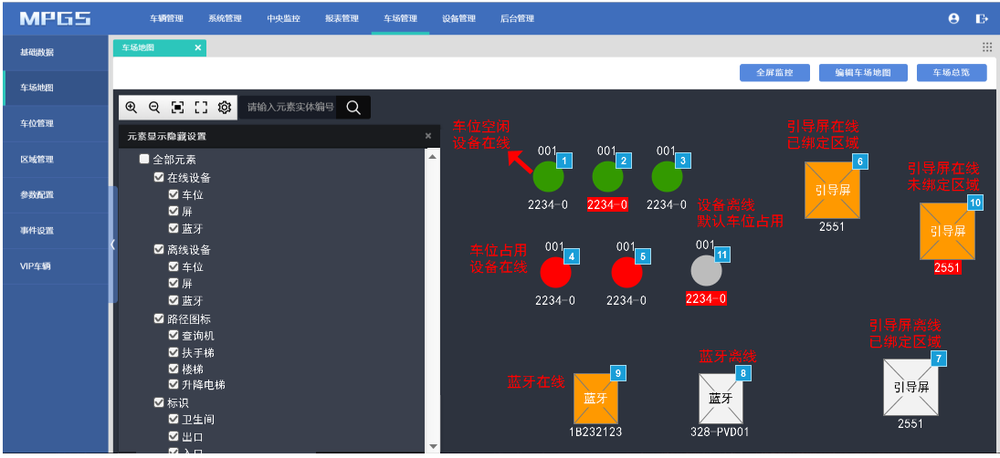 MPGS 车辆管理 系统管理 中央监控 报表管理 车场管理 设备管理 后台管理
基础数据
车场地图
车位管理
区域管理
参数配置
事件设置
VIP车辆
车场地图 ×
全屏监控 编辑车场地图 车场总览
请输入元素实体编号
元素显示隐藏设置 ×
全部元素
在线设备
车位
屏
蓝牙
离线设备
车位
屏
蓝牙
路径图标
查询机
扶手梯
楼梯
升降电梯
标识
卫生间
出口
入口
车位空闲
设备在线
001 1
2234-0
001 2
2234-0
001 3
2234-0
引导屏在线
已绑定区域
6
引导屏
2551
引导屏在线
未绑定区域
10
引导屏
2551
设备离线
默认车位占用
车位占用
设备在线
001 4
2234-0
001 5
2234-0
001 11
2234-0
引导屏离线
已绑定区域
7
引导屏
2551
蓝牙在线
9
蓝牙
1B232123
蓝牙离线
8
蓝牙
328-PVD01